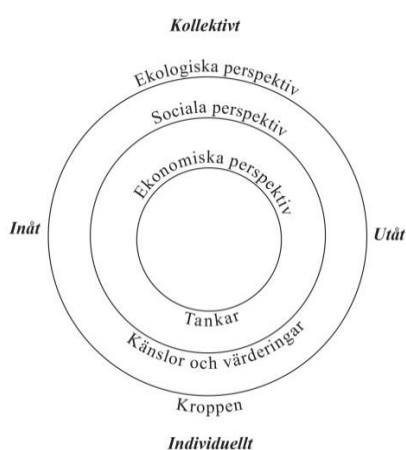 Kollektivt
Ekologiska perspektiv
Sociala perspektiv
Ekonomiska perspektiv
Inåt
Utåt
Tankar
Känslor och värderingar
Kroppen
Individuellt